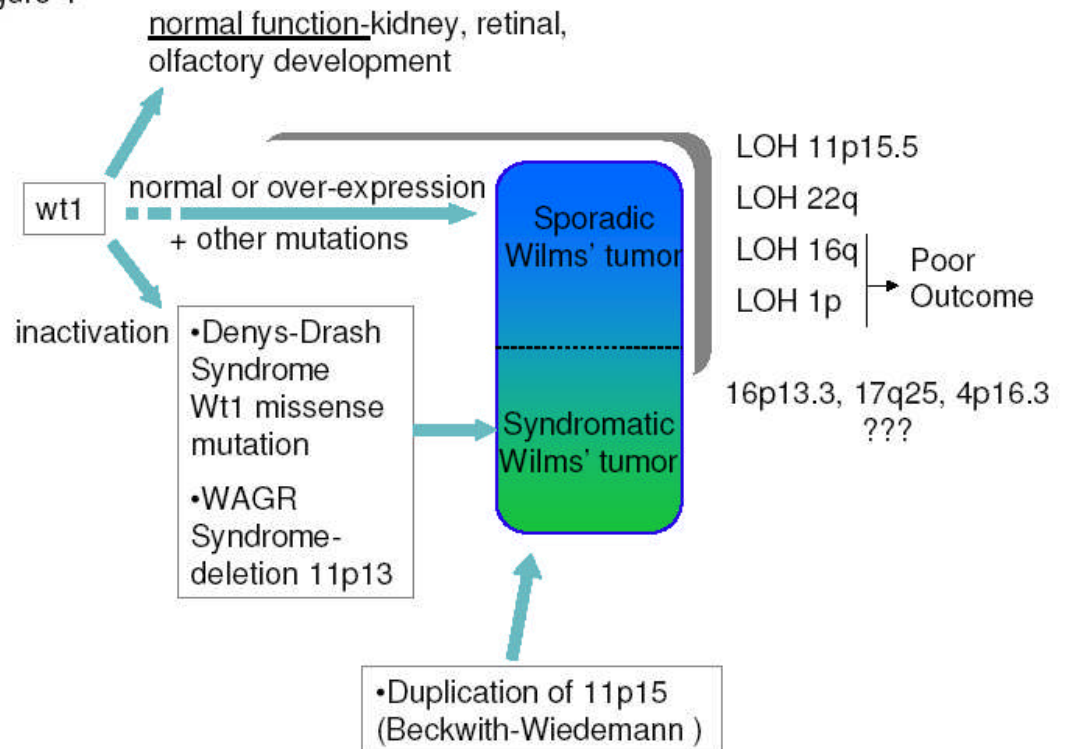 normal function-kidney, retinal,
olfactory development
wt1
normal or over-expression
+ other mutations
inactivation
•Denys-Drash
Syndrome
Wt1 missense
mutation
•WAGR
Syndrome-
deletion 11p13
Sporadic
Wilms’ tumor
Syndromatic
Wilms’ tumor
LOH 11p15.5
LOH 22q
LOH 16q
LOH 1p
Poor
Outcome
16p13.3, 17q25, 4p16.3
???
•Duplication of 11p15
(Beckwith-Wiedemann )